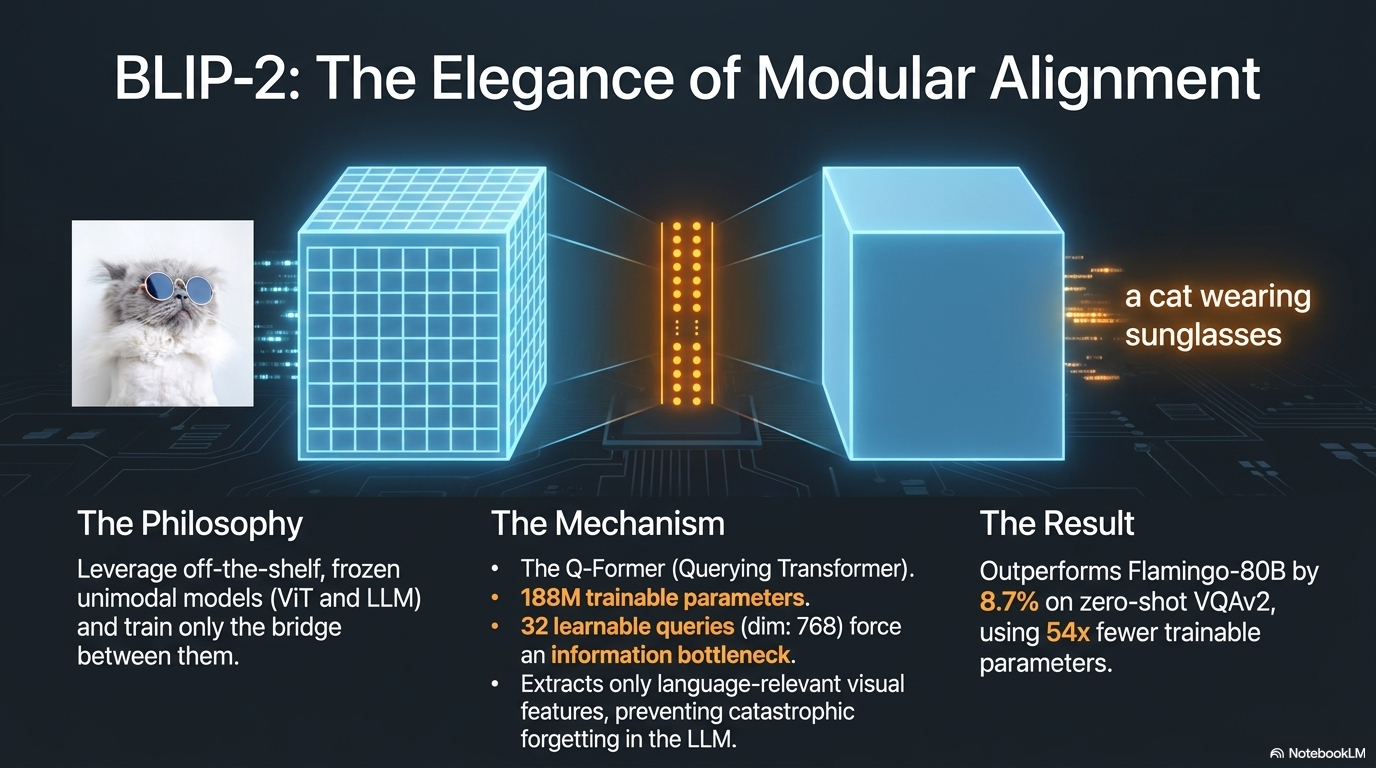 BLIP-2: The Elegance of Modular Alignment
a cat wearing
sunglasses
The Philosophy
Leverage off-the-shelf, frozen
unimodal models (ViT and LLM)
and train only the bridge
between them.
The Mechanism
• The Q-Former (Querying Transformer).
• 188M trainable parameters.
• 32 learnable queries (dim: 768) force
an information bottleneck.
• Extracts only language-relevant visual
features, preventing catastrophic
forgetting in the LLM.
The Result
Outperforms Flamingo-80B by
8.7% on zero-shot VQAv2,
using 54x fewer trainable
parameters.
NotebookLM